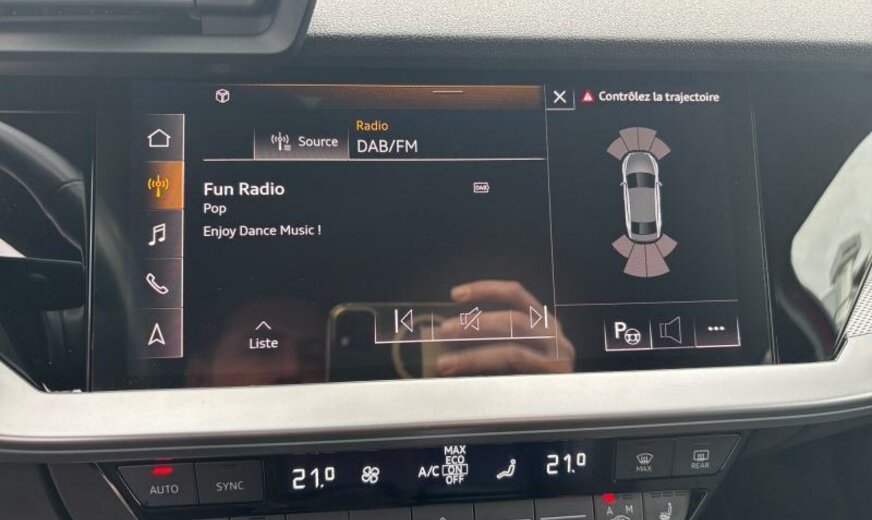 Contrôlez la trajectoire
Radio
Source
DAB/FM
Fun Radio
DAB
Pop
Enjoy Dance Music !
Liste
P
AUTO
SYNC
21.0
A/C
MAX
ECO
ON
OFF
21.0
MAX
REAR
A M